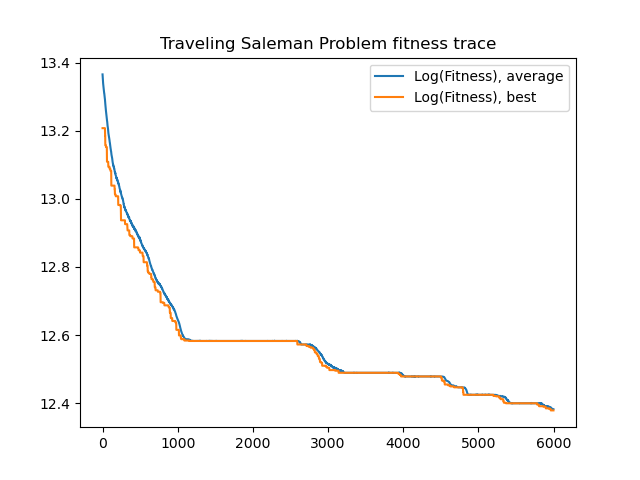 Traveling Saleman Problem fitness trace
13.4
Log(Fitness), average
Log(Fitness), best
13.2
13.0
12.8
12.6
12.4
0 1000 2000 3000 4000 5000 6000